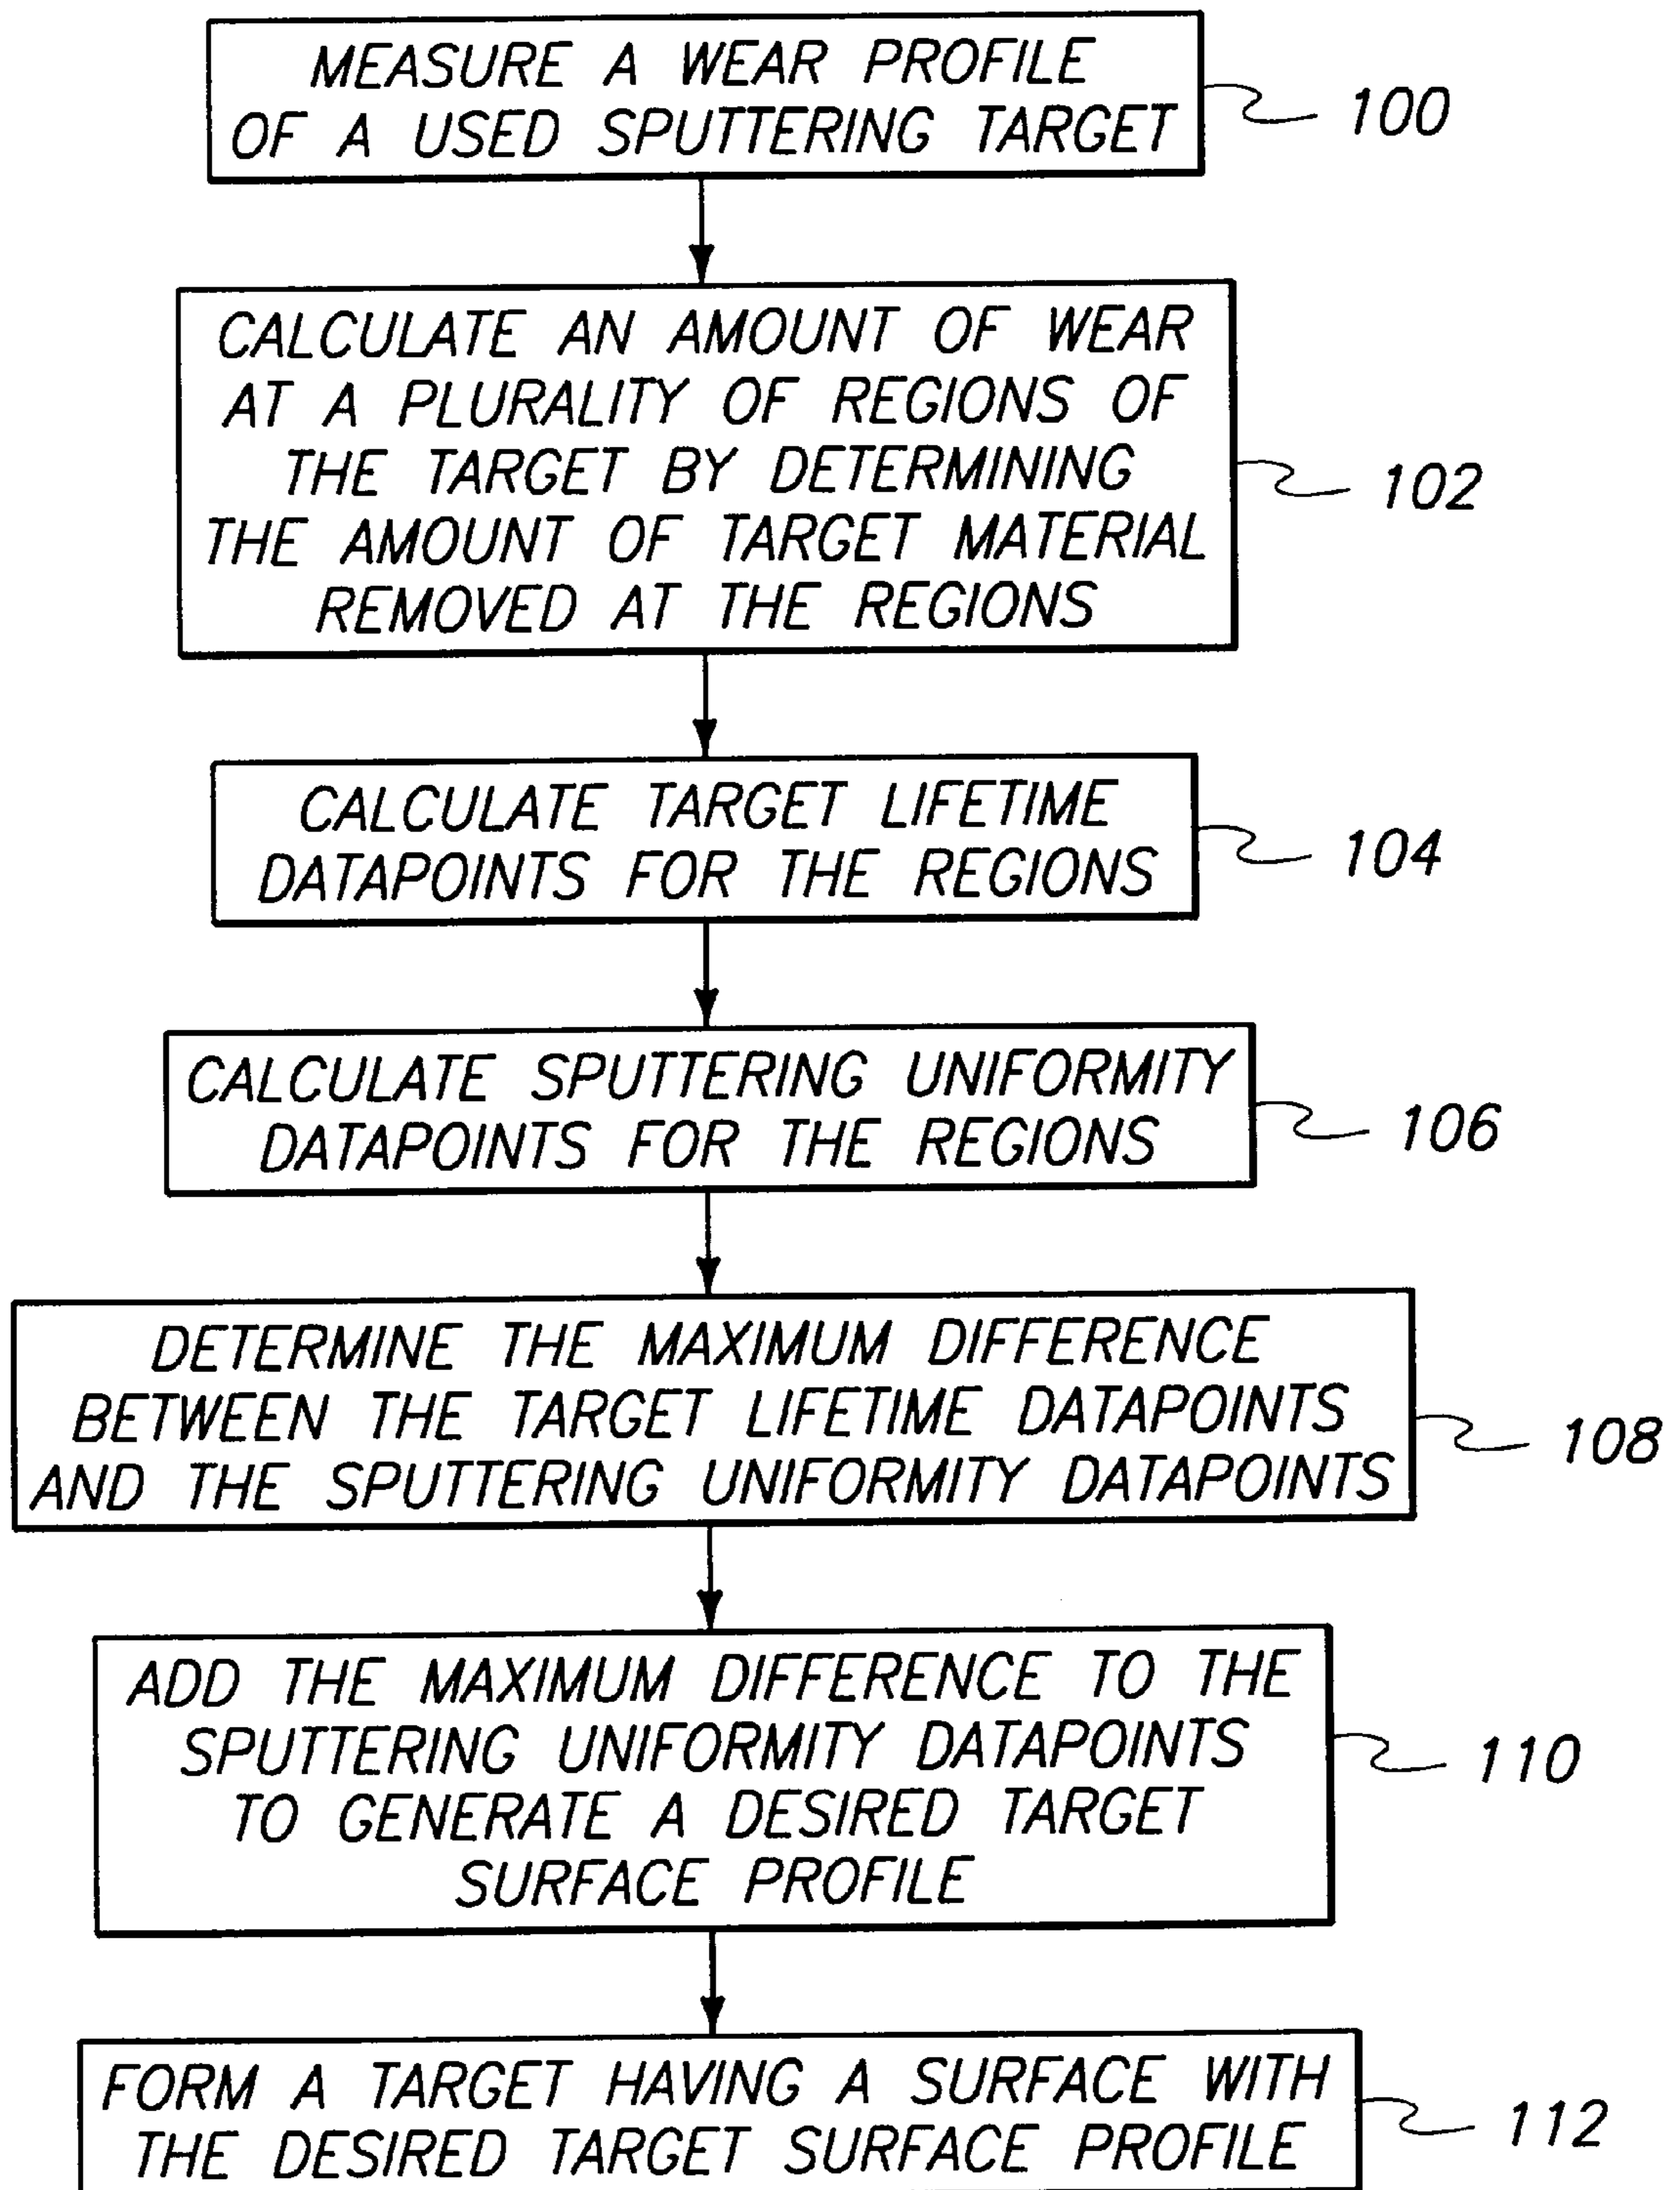 MEASURE A WEAR PROFILE
OF A USED SPUTTERING TARGET
100
CALCULATE AN AMOUNT OF WEAR
AT A PLURALITY OF REGIONS OF
THE TARGET BY DETERMINING
THE AMOUNT OF TARGET MATERIAL
REMOVED AT THE REGIONS
102
CALCULATE TARGET LIFETIME
DATAPOINTS FOR THE REGIONS
104
CALCULATE SPUTTERING UNIFORMITY
DATAPOINTS FOR THE REGIONS
106
DETERMINE THE MAXIMUM DIFFERENCE
BETWEEN THE TARGET LIFETIME DATAPOINTS
AND THE SPUTTERING UNIFORMITY DATAPOINTS
108
ADD THE MAXIMUM DIFFERENCE TO THE
SPUTTERING UNIFORMITY DATAPOINTS
TO GENERATE A DESIRED TARGET
SURFACE PROFILE
110
FORM A TARGET HAVING A SURFACE WITH
THE DESIRED TARGET SURFACE PROFILE
112